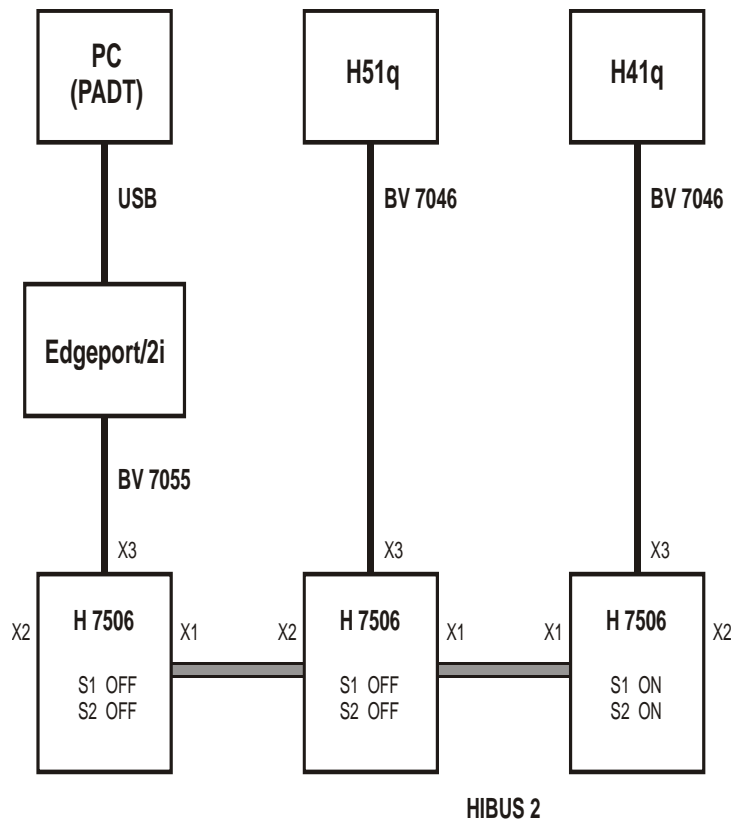 PC
(PADT)
H51q
H41q
USB
BV 7046
BV 7046
Edgeport/2i
BV 7055
X3
X3
X3
X2
H 7506
X1
X2
H 7506
X1
X1
H 7506
X2
S1 OFF
S2 OFF
S1 OFF
S2 OFF
S1 ON
S2 ON
HIBUS 2